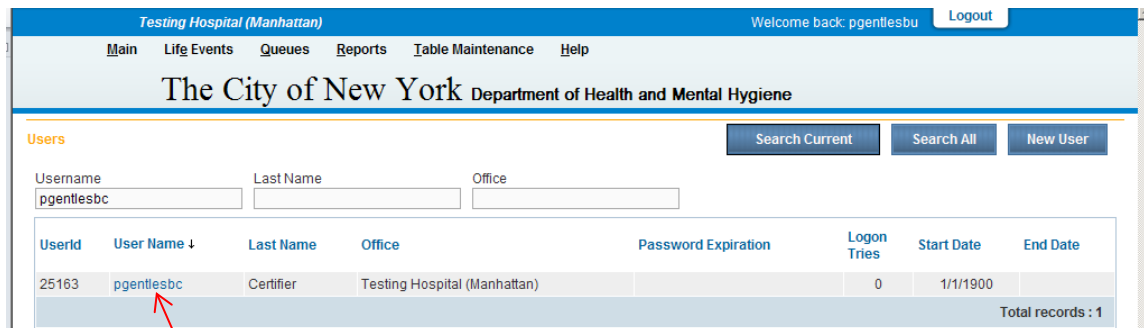 Testing Hospital (Manhattan) Welcome back: pgentlesbu Logout
Main Life Events Queues Reports Table Maintenance Help
The City of New York Department of Health and Mental Hygiene
Users Search Current Search All New User
Username Last Name Office
pgentlesbc
UserId User Name ↓ Last Name Office Password Expiration Logon Tries Start Date End Date
25163 pgentlesbc Certifier Testing Hospital (Manhattan) 0 1/1/1900
Total records : 1